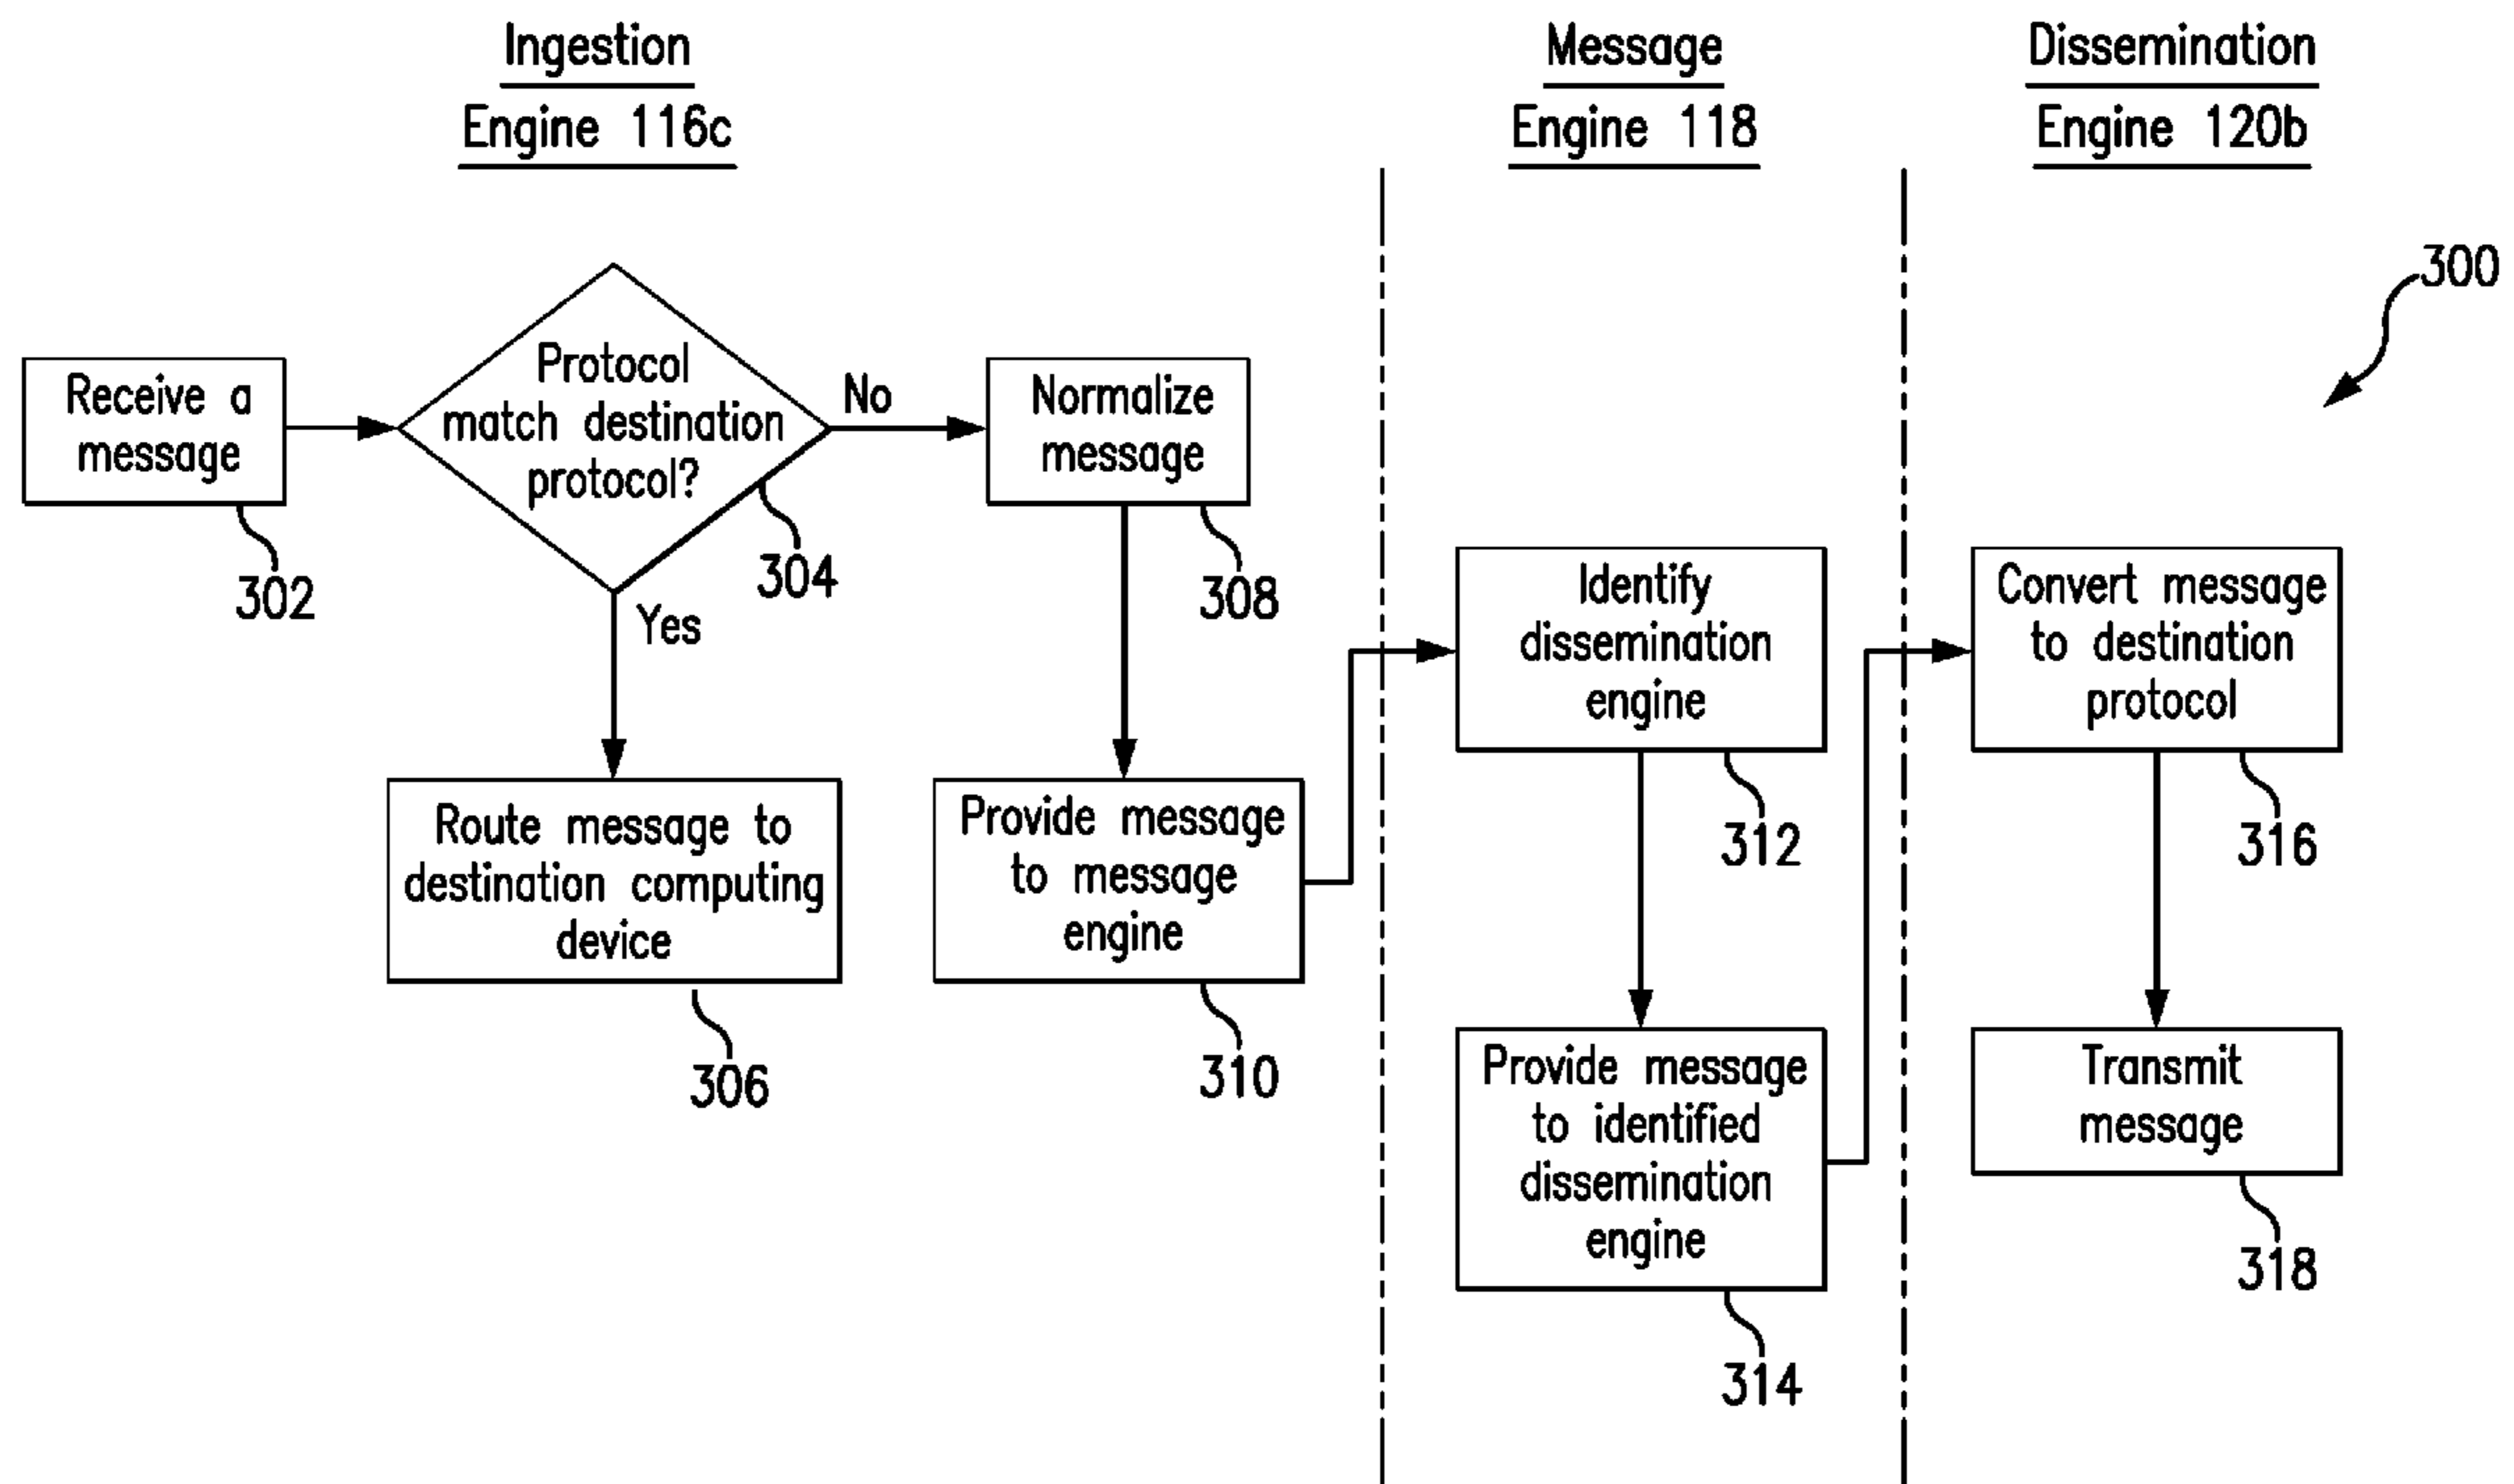 Ingestion
Engine 116c
Message
Engine 118
Dissemination
Engine 120b
300
Receive a
message
302
Protocol
match destination
protocol?
304
No
Yes
Normalize
message
308
Route message to
destination computing
device
306
Provide message
to message
engine
310
Identify
dissemination
engine
312
Provide message
to identified
dissemination
engine
314
Convert message
to destination
protocol
316
Transmit
message
318